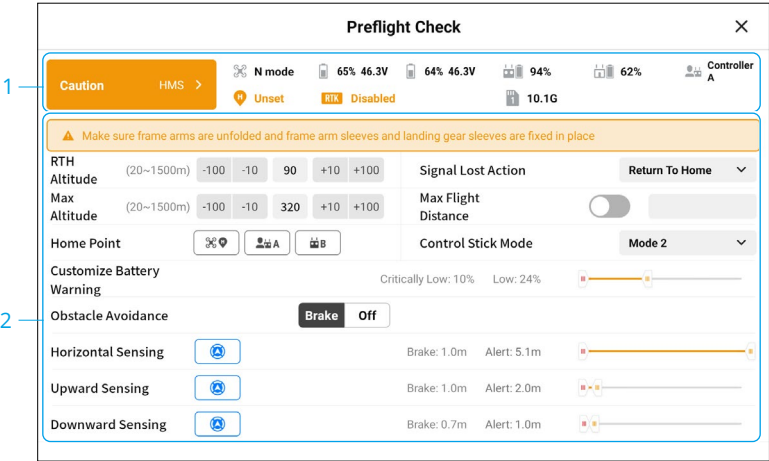 Preflight Check
1
Caution HMS
N mode 65% 46.3V 64% 46.3V 94% 62% Controller A
H Unset RTK Disabled 1 10.1G
2
Make sure frame arms are unfolded and frame arm sleeves and landing gear sleeves are fixed in place
RTH Altitude (20~1500m) -100 -10 90 +10 +100 Signal Lost Action Return To Home
Max Altitude (20~1500m) -100 -10 320 +10 +100 Max Flight Distance
Home Point A B Control Stick Mode Mode 2
Customize Battery Warning Critically Low: 10% Low: 24%
Obstacle Avoidance Brake Off
Horizontal Sensing Brake: 1.0m Alert: 5.1m
Upward Sensing Brake: 1.0m Alert: 2.0m
Downward Sensing Brake: 0.7m Alert: 1.0m